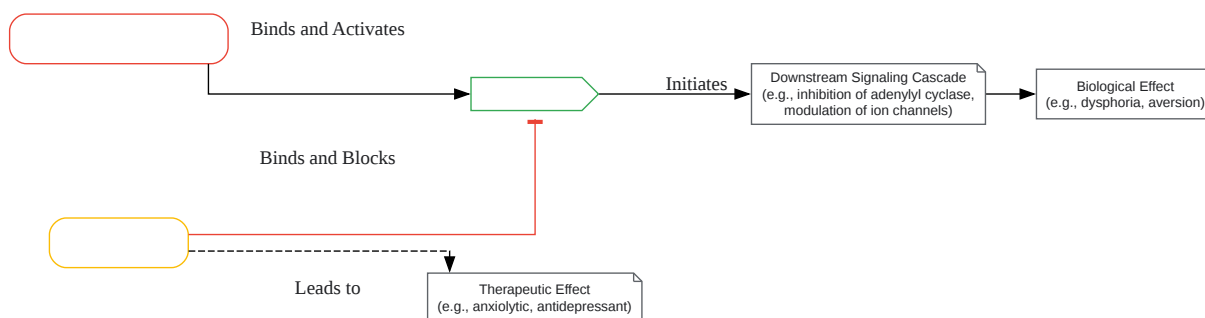 Binds and Activates
Initiates
Downstream Signaling Cascade
(e.g., inhibition of adenylyl cyclase,
modulation of ion channels)
Biological Effect
(e.g., dysphoria, aversion)
Binds and Blocks
Leads to
Therapeutic Effect
(e.g., anxiolytic, antidepressant)